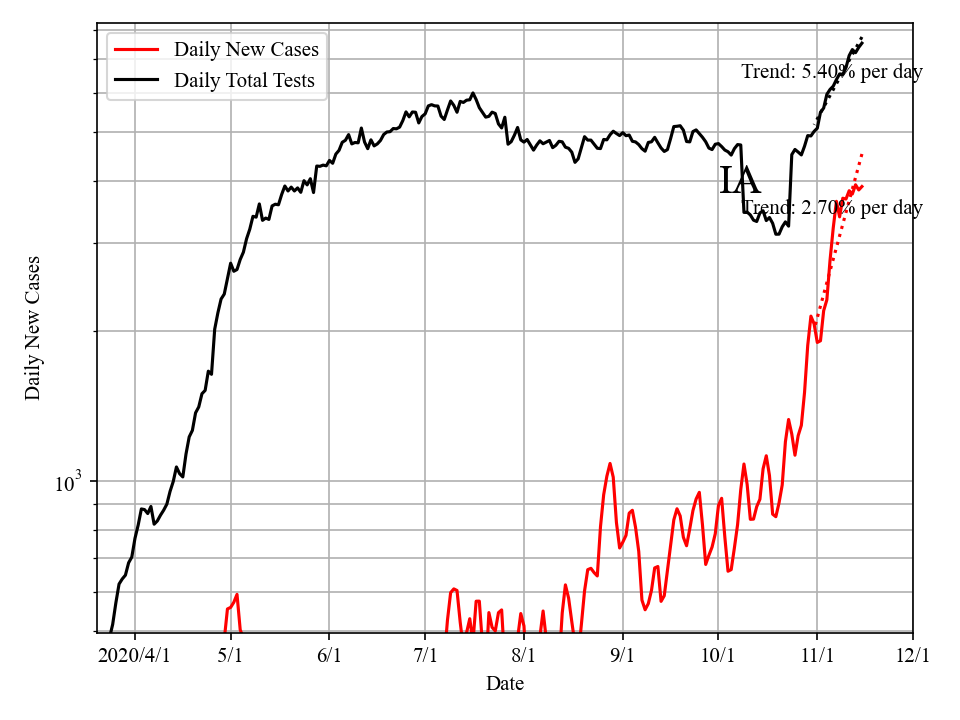 Daily New Cases
Daily Total Tests
Trend: 5.40% per day
IA
Trend: 2.70% per day
Daily New Cases
10³
2020/4/1 5/1 6/1 7/1 8/1 9/1 10/1 11/1 12/1
Date